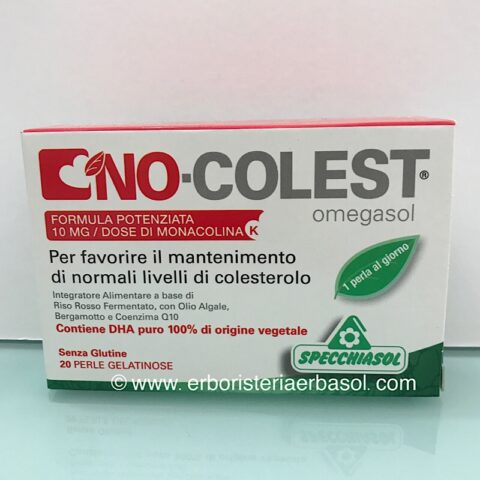 NO-COLEST®
omegasol
FORMULA POTENZIATA
10 MG / DOSE DI MONACOLINA K
Per favorire il mantenimento
di normali livelli di colesterolo
1 perla al giorno
Integratore Alimentare a base di
Riso Rosso Fermentato, con Olio Algale,
Bergamotto e Coenzima Q10
Contiene DHA puro 100% di origine vegetale
Senza Glutine
20 PERLE GELATINOSE
SPECCHIASOL
© www. erboristeriaerbasol. com